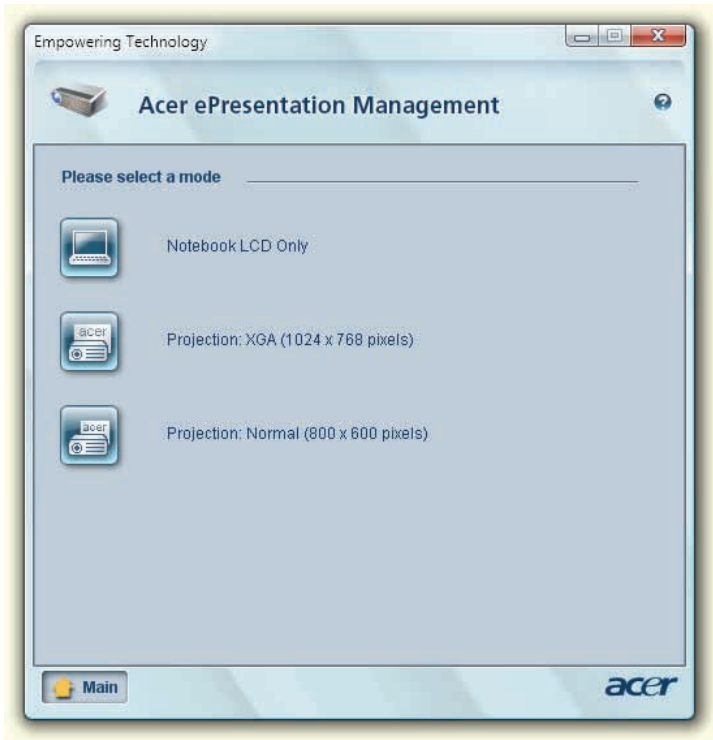 Empowering Technology
Acer ePresentation Management
Please select a mode
Notebook LCD Only
acer
Projection: XGA (1024 x 768 pixels)
acer
Projection: Normal (800 x 600 pixels)
Main
acer